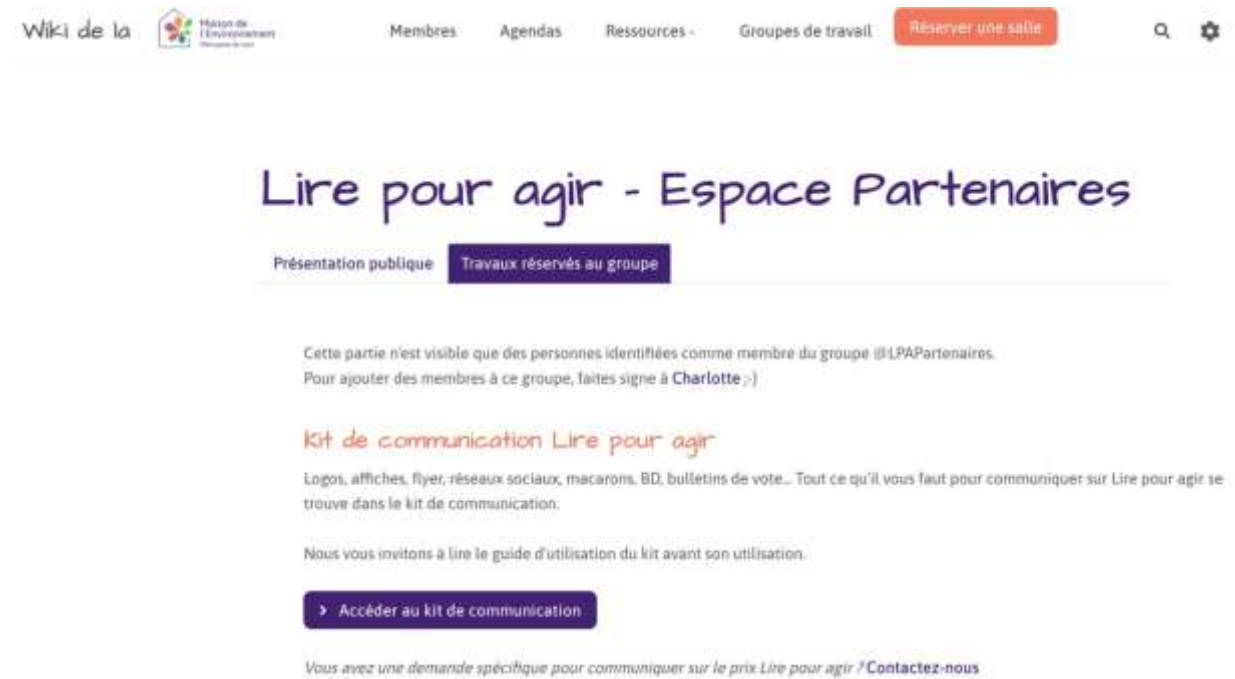 Wiki de la
Maison de
l'Environnement
Membres Agendas Ressources Groupes de travail Réserver une salle
Lire pour agir - Espace Partenaires
Présentation publique Travaux réservés au groupe
Cette partie n'est visible que des personnes identifiées comme membre du groupe @LPAPartenaires.
Pour ajouter des membres à ce groupe, faites signe à Charlotte ;-)
Kit de communication Lire pour agir
Logos, affiches, flyer, réseaux sociaux, macarons, BD, bulletins de vote... Tout ce qu'il vous faut pour communiquer sur Lire pour agir se
trouve dans le kit de communication.
Nous vous invitons à lire le guide d'utilisation du kit avant son utilisation.
> Accéder au kit de communication
Vous avez une demande spécifique pour communiquer sur le prix Lire pour agir ? Contactez-nous